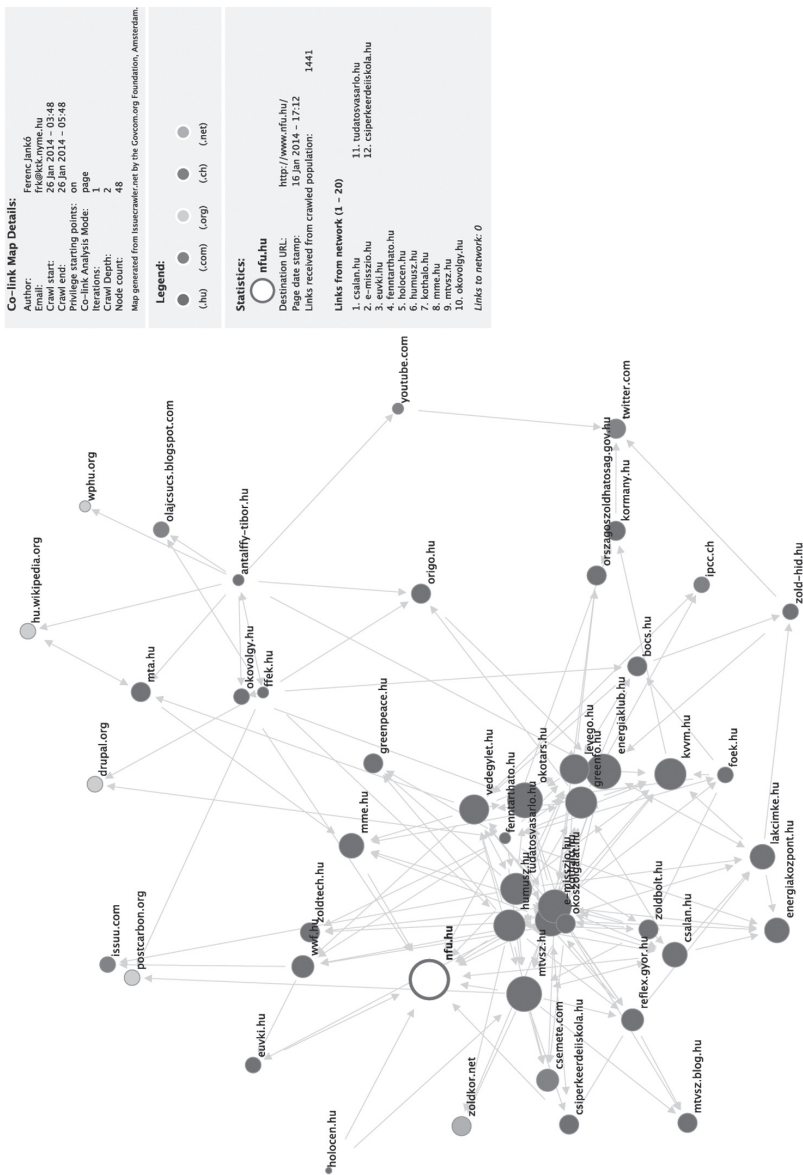 Co-link Map Details:
Author: Ferenc Jankó
Email: frk@ktk.nyme.hu
Crawl start: 26 Jan 2014 - 03:48
Crawl end: 26 Jan 2014 - 05:48
Privilege starting points: on
Co-link Analysis Mode: page
Iterations: 1
Crawl Depth: 2
Node count: 48
Map generated from Issuecrawler.net by the Govcom.org Foundation, Amsterdam.
Legend:
(.hu) (.com) (.org) (.ch) (.net)
Statistics:
nfu.hu
Destination URL: http://www.nfu.hu/
Page date stamp: 16 Jan 2014 - 17:12
Links received from crawled population: 1441
Links from network (1 - 20)
1. csalan.hu
2. e-misszio.hu
3. euvki.hu
4. fenntarthato.hu
5. holocen.hu
6. humusz.hu
7. kothalo.hu
8. mme.hu
9. mtvsz.hu
10. okovolgy.hu
11. tudatosvasarlo.hu
12. csiperkeerdeiiskola.hu
Links to network: 0
hu.wikipedia.org
wphu.org
drupal.org
mta.hu
olajcsucs.blogspot.com
issuu.com
postcarbon.org
antalffy-tibor.hu
okovolgy.hu
ffek.hu
euvki.hu
wwf.hu
zoldtech.hu
mme.hu
greenpeace.hu
origo.hu
youtube.com
holocen.hu
nfu.hu
vedegylet.hu
fenntarthato.hu
zoldkor.net
humusz.hu
tudatosvasarlo.hu
okotars.hu
mtvsz.hu
e-misszio.hu
okoszolgalat.hu
levego.hu
greenfo.hu
energiaklub.hu
orszagoszoldhatosag.gov.hu
kormany.hu
twitter.com
csemete.com
csiperkeerdeiiskola.hu
bocs.hu
reflex.gyor.hu
zoldbolt.hu
csalan.hu
kvvm.hu
ipcc.ch
foek.hu
mtvsz.blog.hu
lakcimke.hu
energiakozpont.hu
zold-hid.hu